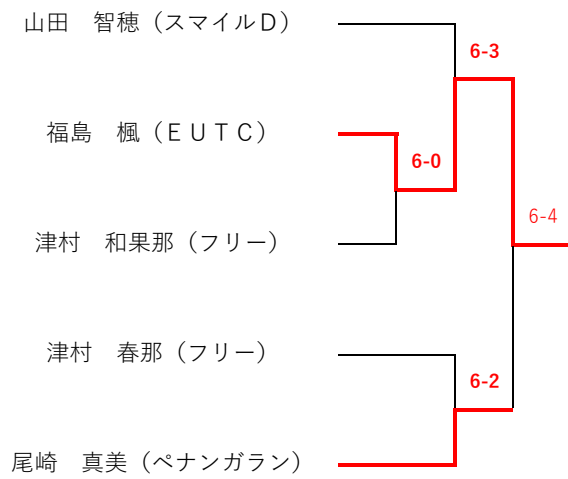 山田　智穂（スマイルＤ）
6-3
福島　楓（ＥＵＴＣ）
6-0
6-4
津村　和果那（フリー）
津村　春那（フリー）
6-2
尾崎　真美（ペナンガラン）